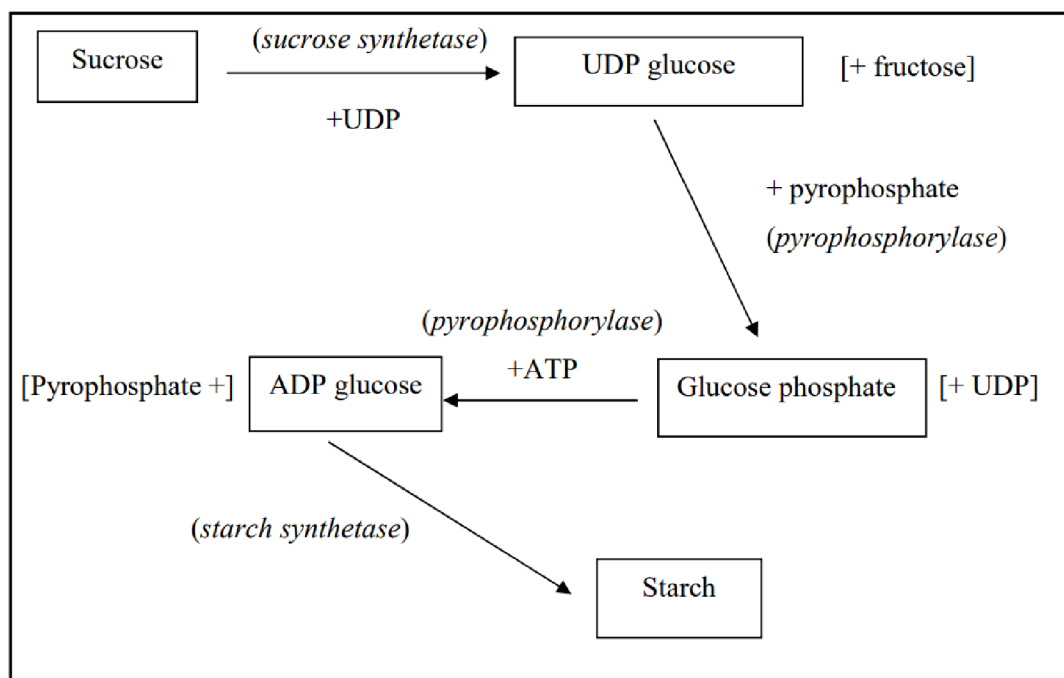 (sucrose synthetase)
Sucrose
UDP glucose
[+ fructose]
+UDP
+ pyrophosphate
(pyrophosphorylase)
(pyrophosphorylase)
[Pyrophosphate +]
ADP glucose
+ATP
Glucose phosphate
[+ UDP]
(starch synthetase)
Starch